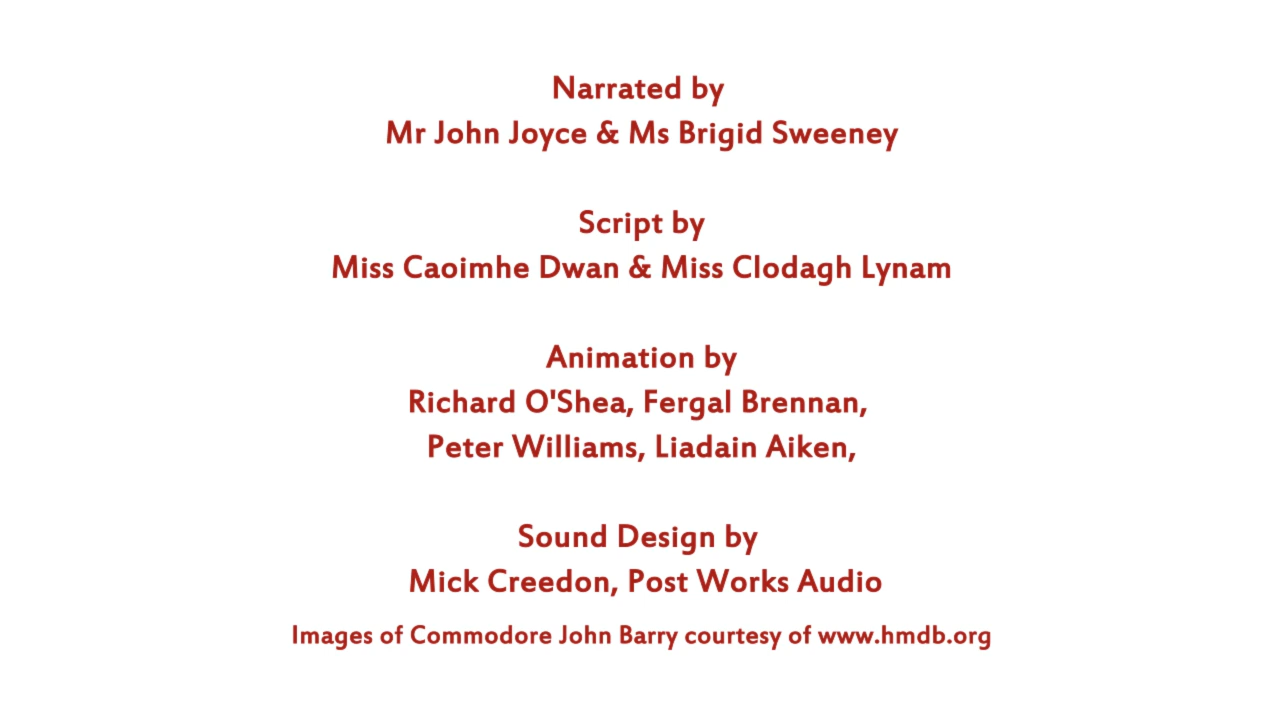 Narrated by
Mr John Joyce & Ms Brigid Sweeney
Script by
Miss Caoimhe Dwan & Miss Clodagh Lynam
Animation by
Richard O'Shea, Fergal Brennan,
Peter Williams, Liadain Aiken,
Sound Design by
Mick Creedon, Post Works Audio
Images of Commodore John Barry courtesy of www.hmdb.org